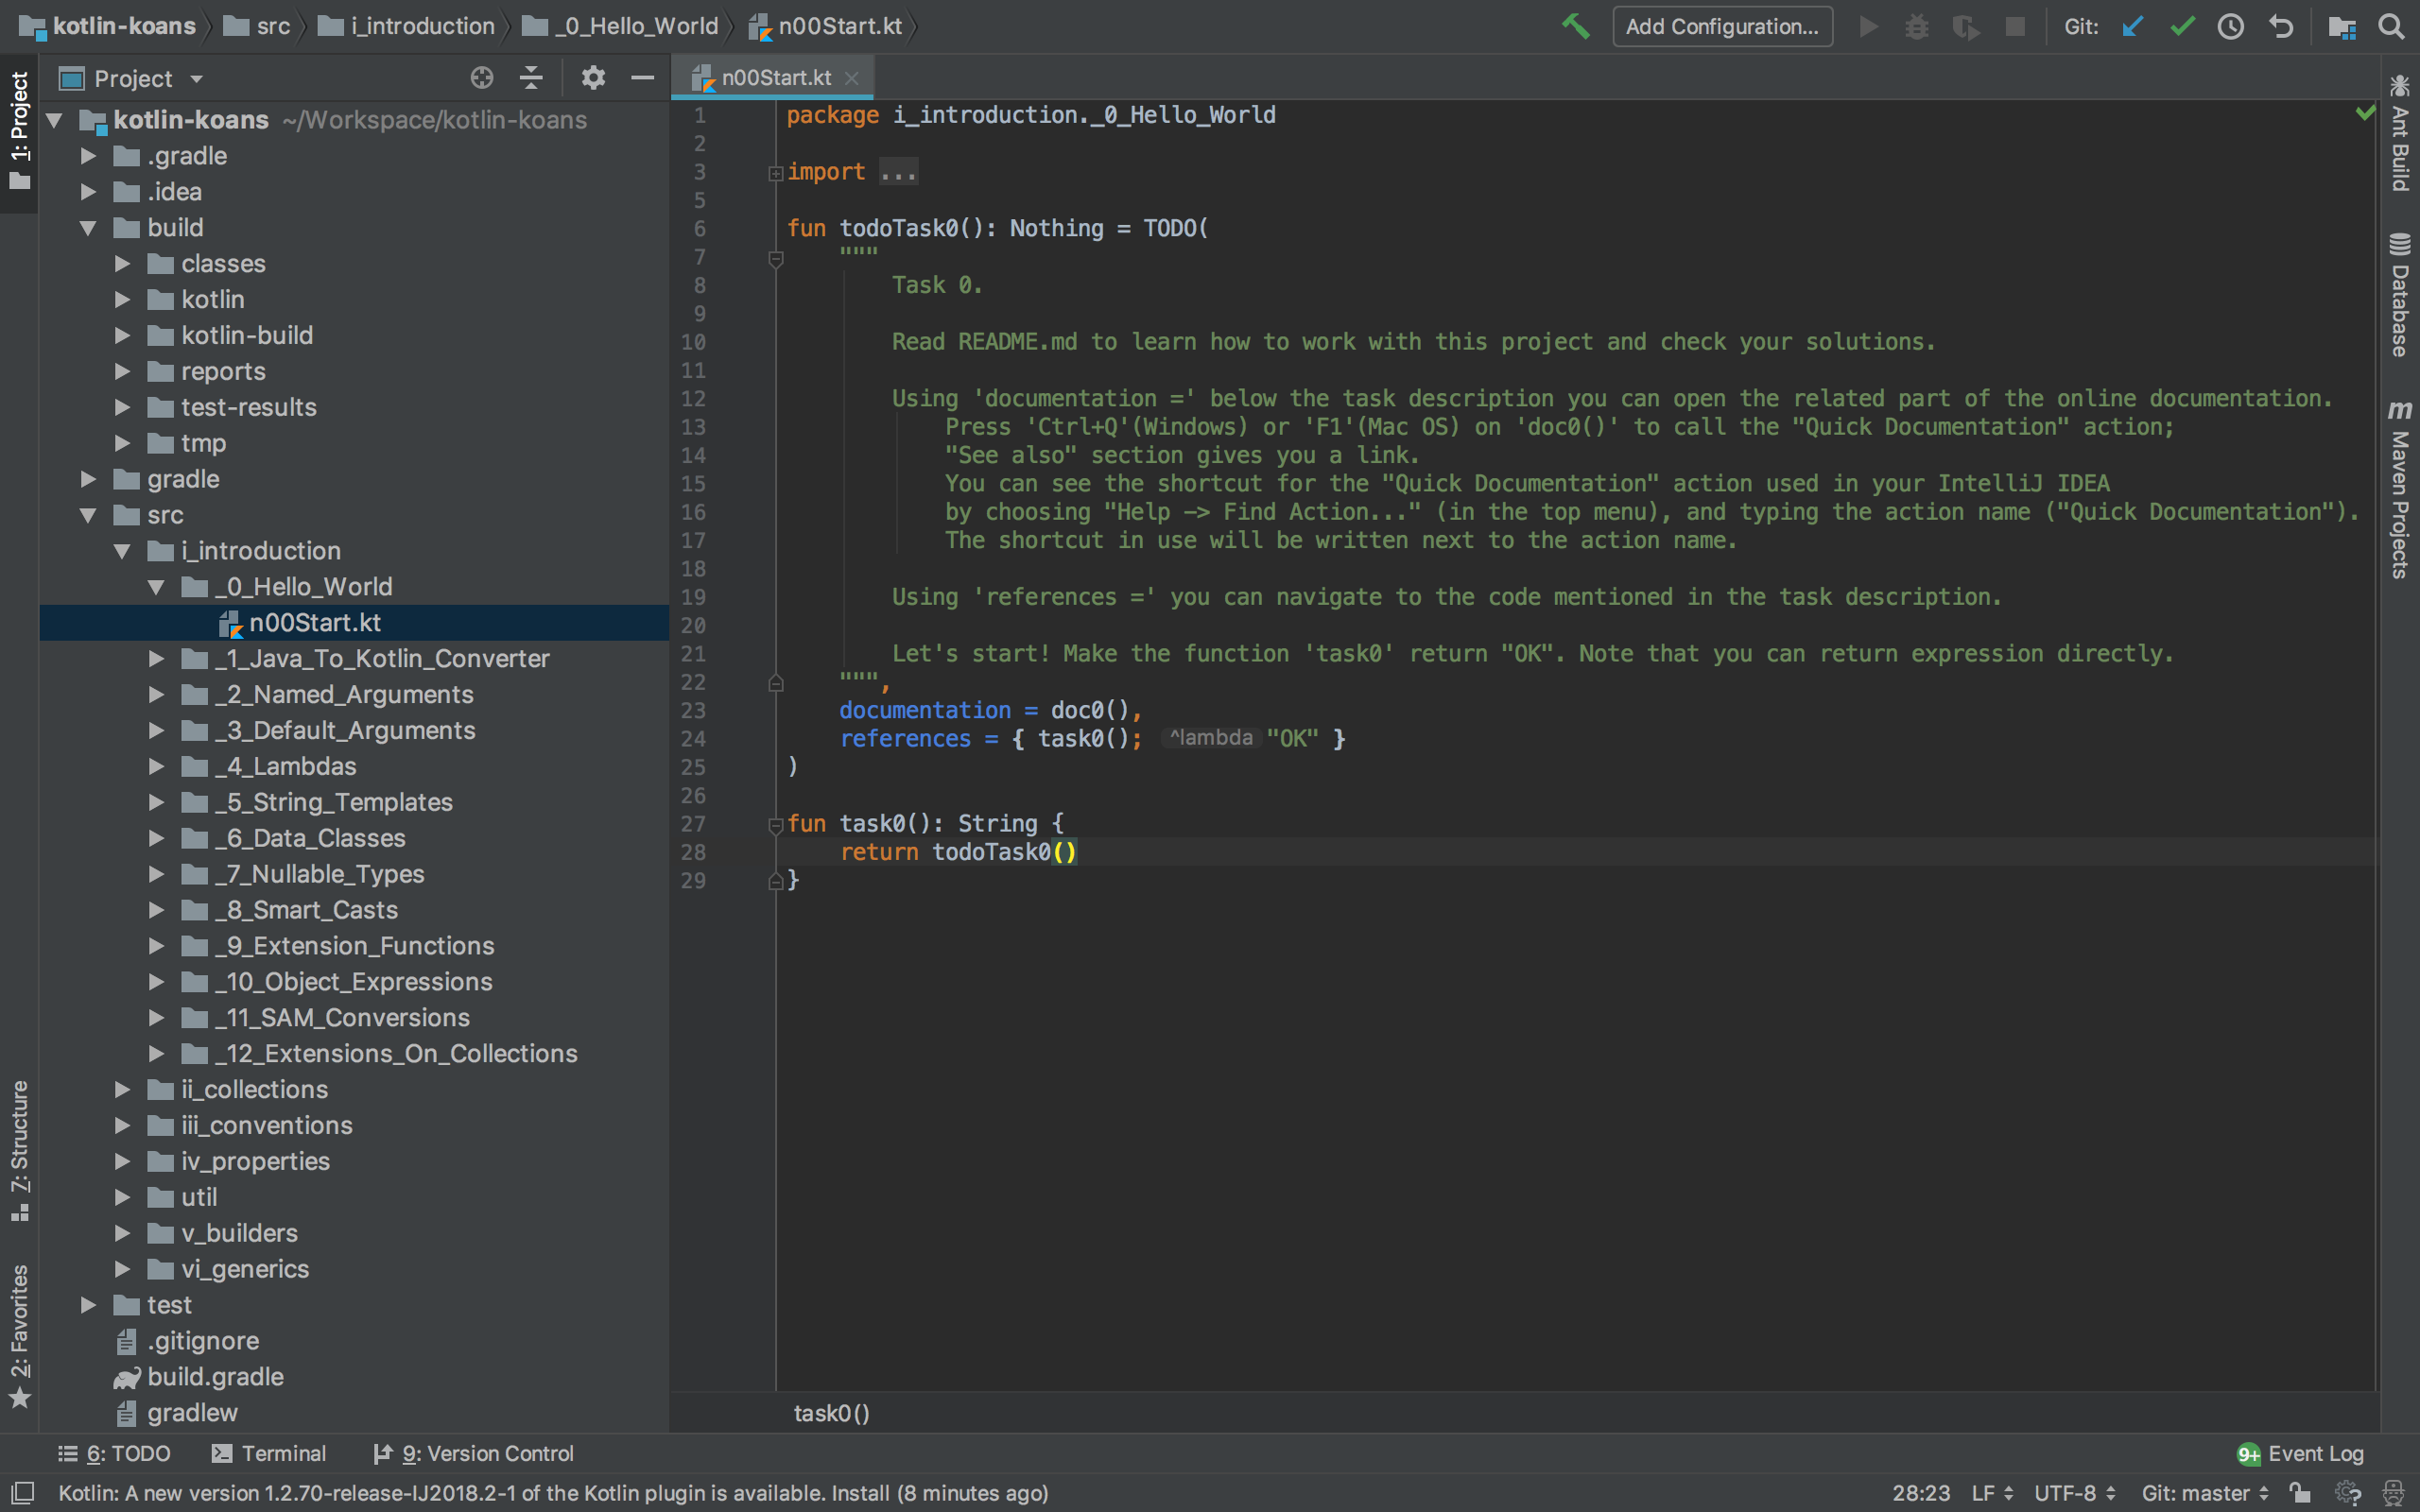 kotlin-koans src i_introduction _0_Hello_World n00Start.kt Add Configuration... Git:
1: Project
Project
n00Start.kt
kotlin-koans ~/Workspace/kotlin-koans
.gradle
.idea
build
classes
kotlin
kotlin-build
reports
test-results
tmp
gradle
src
i_introduction
_0_Hello_World
n00Start.kt
_1_Java_To_Kotlin_Converter
_2_Named_Arguments
_3_Default_Arguments
_4_Lambdas
_5_String_Templates
_6_Data_Classes
_7_Nullable_Types
_8_Smart_Casts
_9_Extension_Functions
_10_Object_Expressions
_11_SAM_Conversions
_12_Extensions_On_Collections
ii_collections
iii_conventions
iv_properties
util
v_builders
vi_generics
test
.gitignore
build.gradle
gradlew
7: Structure
2: Favorites
1 package i_introduction._0_Hello_World
2
3 import ...
5
6 fun todoTask0(): Nothing = TODO(
7 """
8 Task 0.
9
10 Read README.md to learn how to work with this project and check your solutions.
11
12 Using 'documentation =' below the task description you can open the related part of the online documentation.
13 Press 'Ctrl+Q'(Windows) or 'F1'(Mac OS) on 'doc0()' to call the "Quick Documentation" action;
14 "See also" section gives you a link.
15 You can see the shortcut for the "Quick Documentation" action used in your IntelliJ IDEA
16 by choosing "Help -> Find Action..." (in the top menu), and typing the action name ("Quick Documentation").
17 The shortcut in use will be written next to the action name.
18
19 Using 'references =' you can navigate to the code mentioned in the task description.
20
21 Let's start! Make the function 'task0' return "OK". Note that you can return expression directly.
22 """,
23 documentation = doc0(),
24 references = { task0(); ^lambda "OK" }
25 )
26
27 fun task0(): String {
28 return todoTask0()
29 }
task0()
Ant Build
Database
m Maven Projects
6: TODO Terminal 9: Version Control 9+ Event Log
Kotlin: A new version 1.2.70-release-IJ2018.2-1 of the Kotlin plugin is available. Install (8 minutes ago) 28:23 LF UTF-8 Git: master